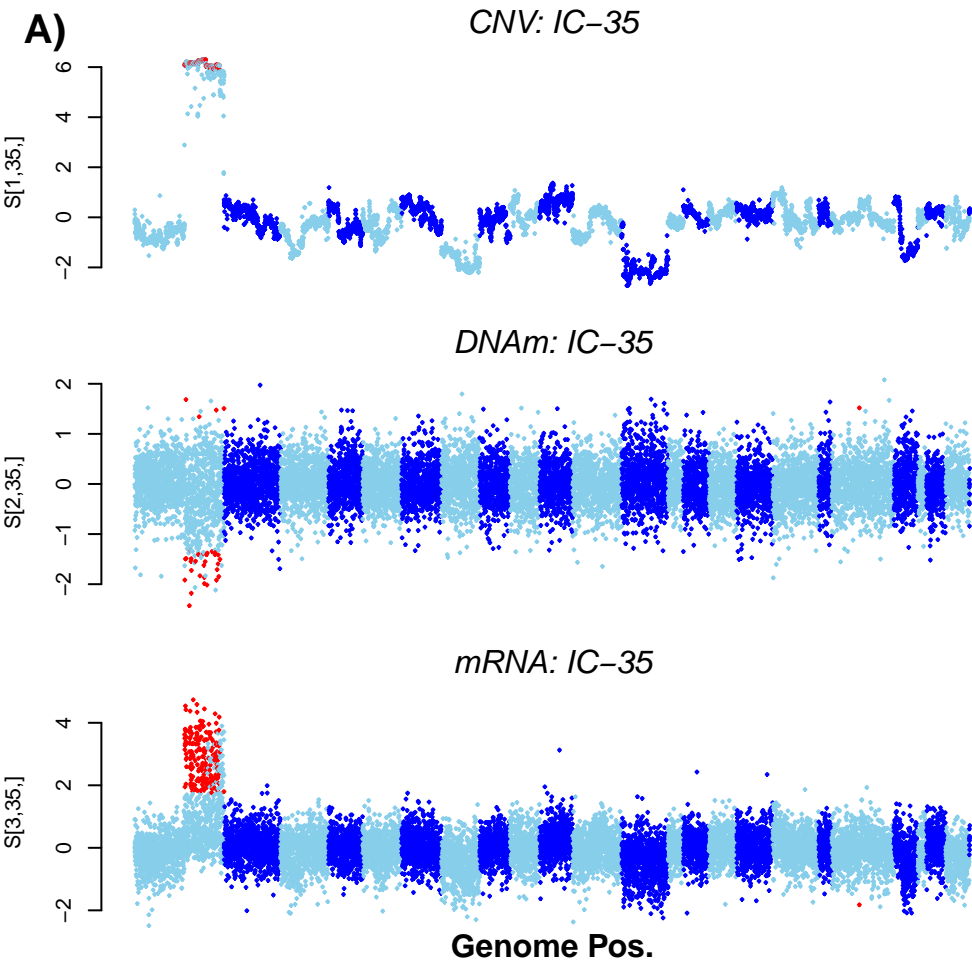 A)
CNV: IC−35
S[1,35,]
6
4
2
0
−2
DNAm: IC−35
S[2,35,]
2
1
0
−1
−2
mRNA: IC−35
S[3,35,]
4
2
0
−2
Genome Pos.